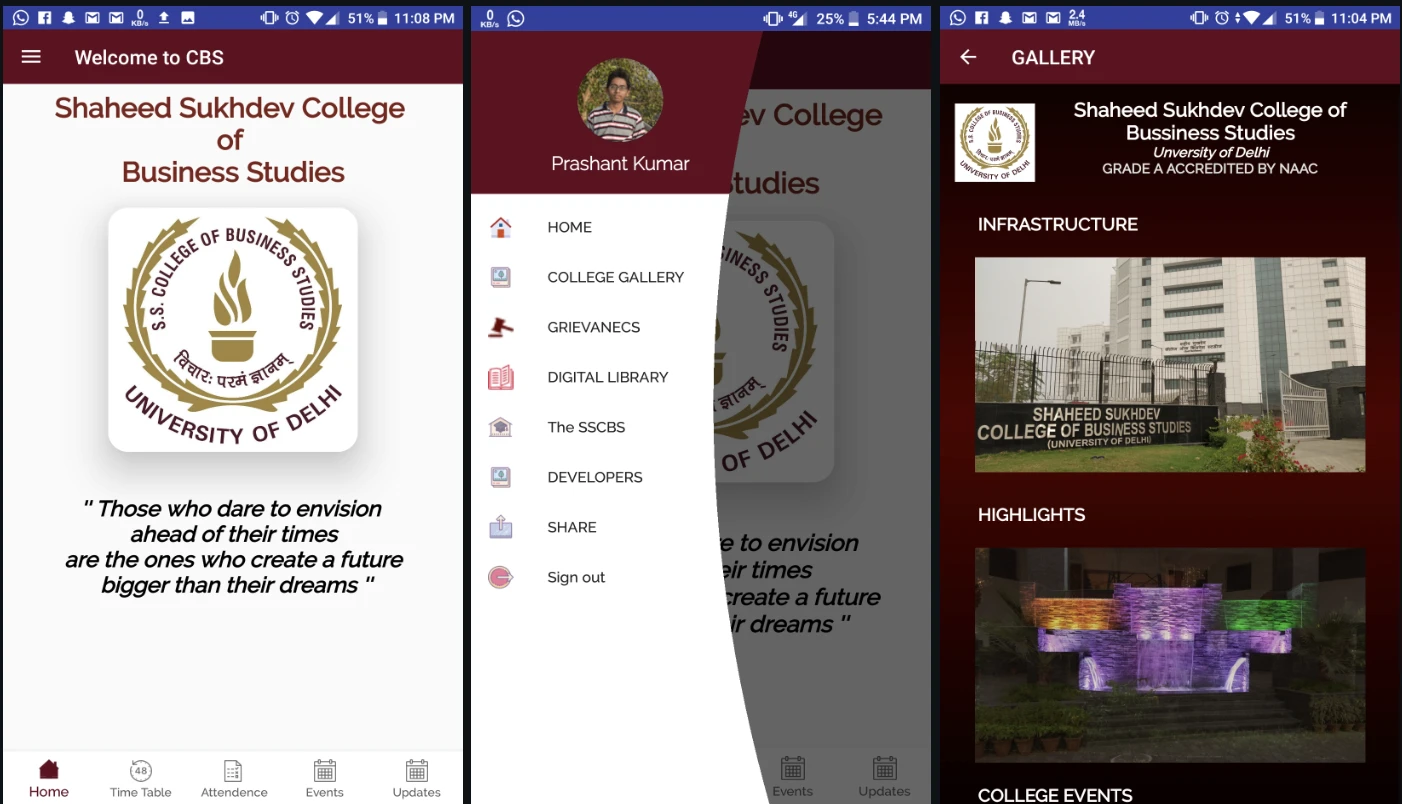 0
KB/s
51%
11:08 PM
Welcome to CBS
Shaheed Sukhdev College
of
Business Studies
S.S. COLLEGE OF BUSINESS STUDIES
विचारः परमं ज्ञानम्
UNIVERSITY OF DELHI
" Those who dare to envision
ahead of their times
are the ones who create a future
bigger than their dreams "
Home
48
Time Table
Attendence
Events
Updates
0
KB/s
4G
25%
5:44 PM
Prashant Kumar
HOME
COLLEGE GALLERY
GRIEVANECS
DIGITAL LIBRARY
The SSCBS
DEVELOPERS
SHARE
Sign out
ev College
tudies
NESS STUDIES
ज्ञानम्
OF DELHI
e to envision
eir times
create a future
ir dreams "
Events
Updates
2.4
MB/s
51%
11:04 PM
GALLERY
S.S. COLLEGE OF BUSINESS STUDIES
विचारः परमं ज्ञानम्
UNIVERSITY OF DELHI
Shaheed Sukhdev College of
Bussiness Studies
Unversity of Delhi
GRADE A ACCREDITED BY NAAC
INFRASTRUCTURE
SHAHEED SUKHDEV
COLLEGE OF BUSINESS STUDIES
(UNIVERSITY OF DELHI)
HIGHLIGHTS
COLLEGE EVENTS